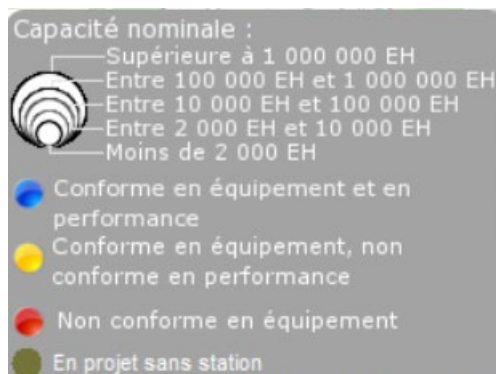 Capacité nominale :
Supérieure à 1 000 000 EH
Entre 100 000 EH et 1 000 000 EH
Entre 10 000 EH et 100 000 EH
Entre 2 000 EH et 10 000 EH
Moins de 2 000 EH
Conforme en équipement et en
performance
Conforme en équipement, non
conforme en performance
Non conforme en équipement
En projet sans station